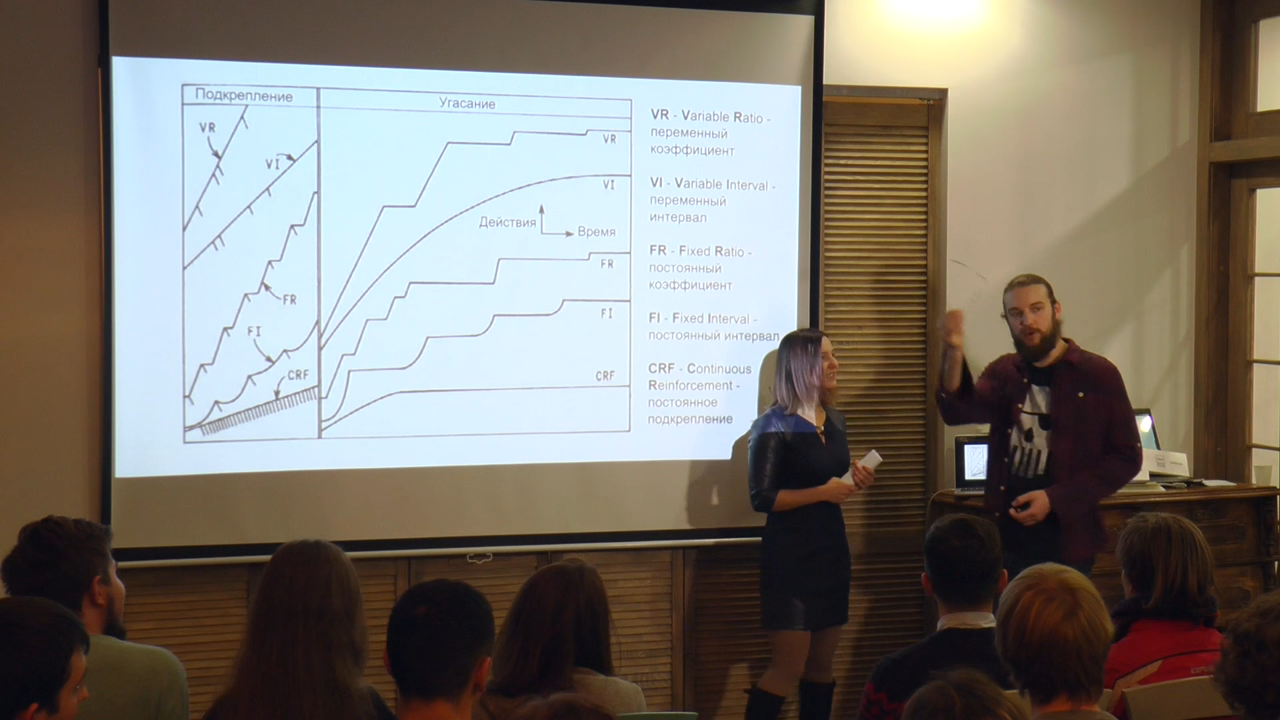 Подкрепление
Угасание
VR
VI
FR
FI
CRF
VR
VI
Действия
Время
FR
FI
CRF
VR - Variable Ratio -
переменный
коэффициент
VI - Variable Interval -
переменный
интервал
FR - Fixed Ratio -
постоянный
коэффициент
FI - Fixed Interval -
постоянный интервал
CRF - Continuous
Reinforcement -
постоянное
подкрепление